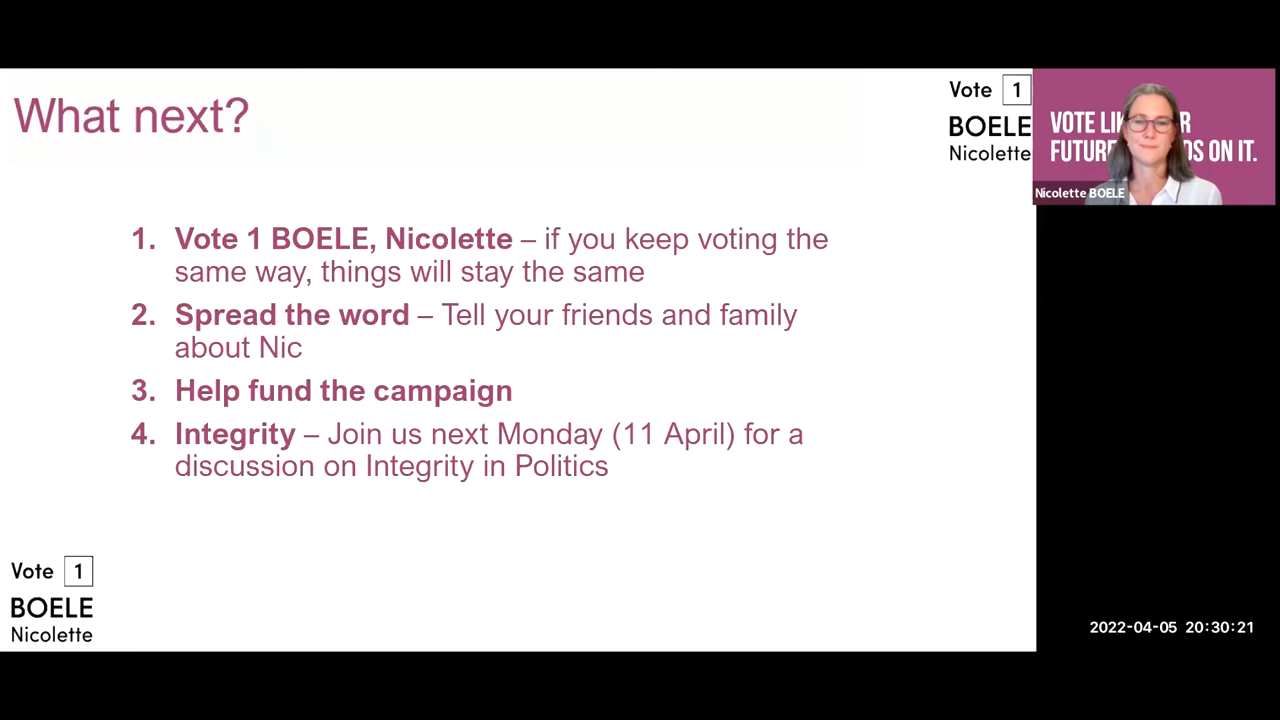 What next?
Vote 1
BOELE
Nicolette
VOTE LI R
FUTURE DS ON IT.
Nicolette BOELE
1. Vote 1 BOELE, Nicolette – if you keep voting the
same way, things will stay the same
2. Spread the word – Tell your friends and family
about Nic
3. Help fund the campaign
4. Integrity – Join us next Monday (11 April) for a
discussion on Integrity in Politics
Vote 1
BOELE
Nicolette
2022-04-05 20:30:21